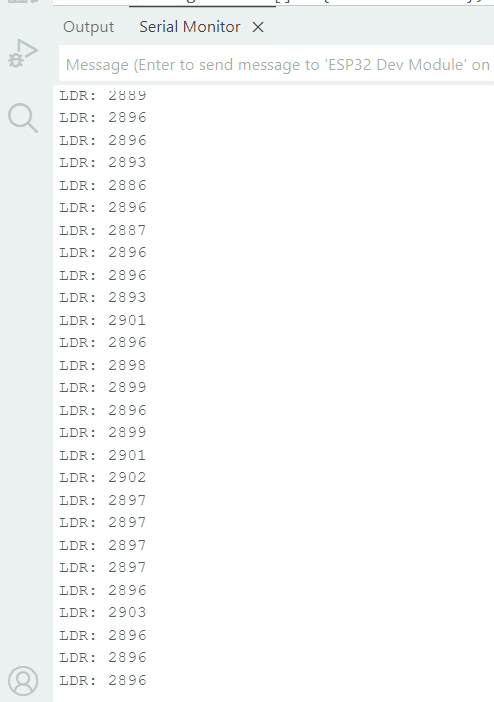 Output Serial Monitor
Message (Enter to send message to 'ESP32 Dev Module' on
LDR: 2889
LDR: 2896
LDR: 2896
LDR: 2893
LDR: 2886
LDR: 2896
LDR: 2887
LDR: 2896
LDR: 2896
LDR: 2893
LDR: 2901
LDR: 2896
LDR: 2898
LDR: 2899
LDR: 2896
LDR: 2899
LDR: 2901
LDR: 2902
LDR: 2897
LDR: 2897
LDR: 2897
LDR: 2897
LDR: 2896
LDR: 2903
LDR: 2896
LDR: 2896
LDR: 2896